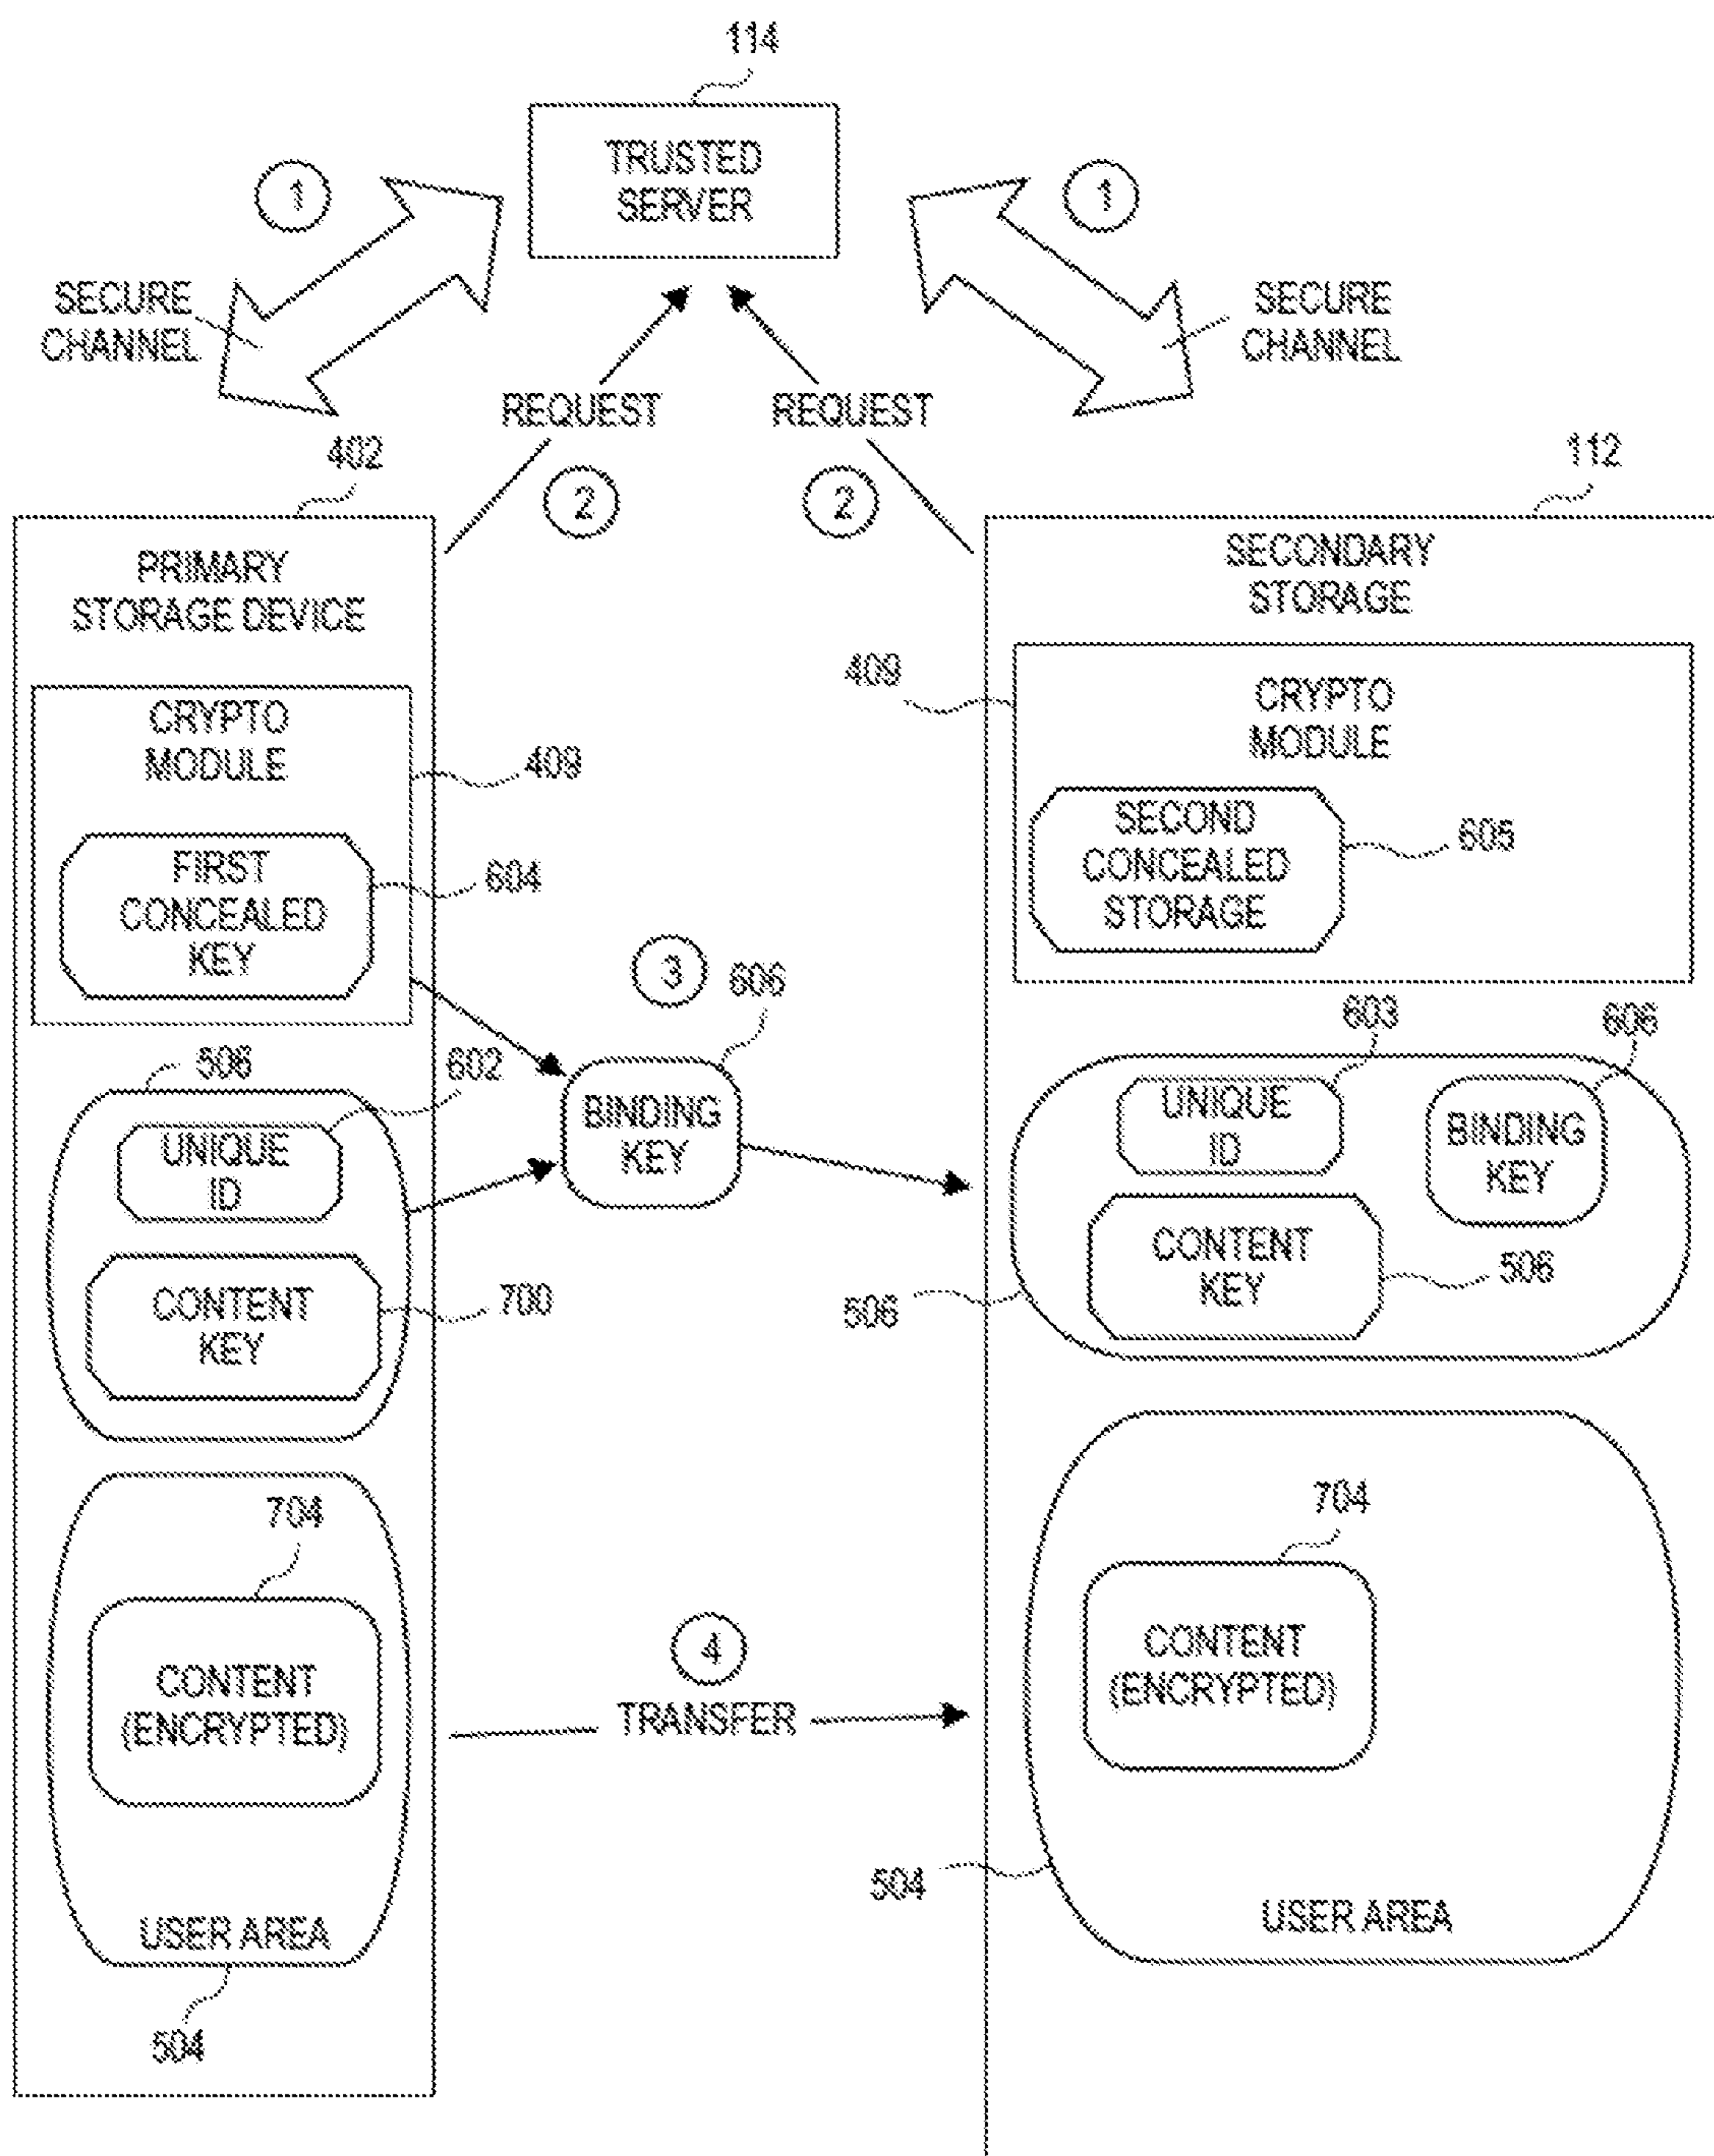 114
TRUSTED
SERVER
1
1
SECURE
CHANNEL
SECURE
CHANNEL
REQUEST
REQUEST
2
2
402
PRIMARY
STORAGE DEVICE
CRYPTO
MODULE
409
FIRST
CONCEALED
KEY
604
506
602
UNIQUE
ID
CONTENT
KEY
700
704
CONTENT
(ENCRYPTED)
USER AREA
504
3
606
BINDING
KEY
4
TRANSFER
112
SECONDARY
STORAGE
409
CRYPTO
MODULE
SECOND
CONCEALED
STORAGE
605
603
606
UNIQUE
ID
BINDING
KEY
CONTENT
KEY
506
506
704
CONTENT
(ENCRYPTED)
504
USER AREA